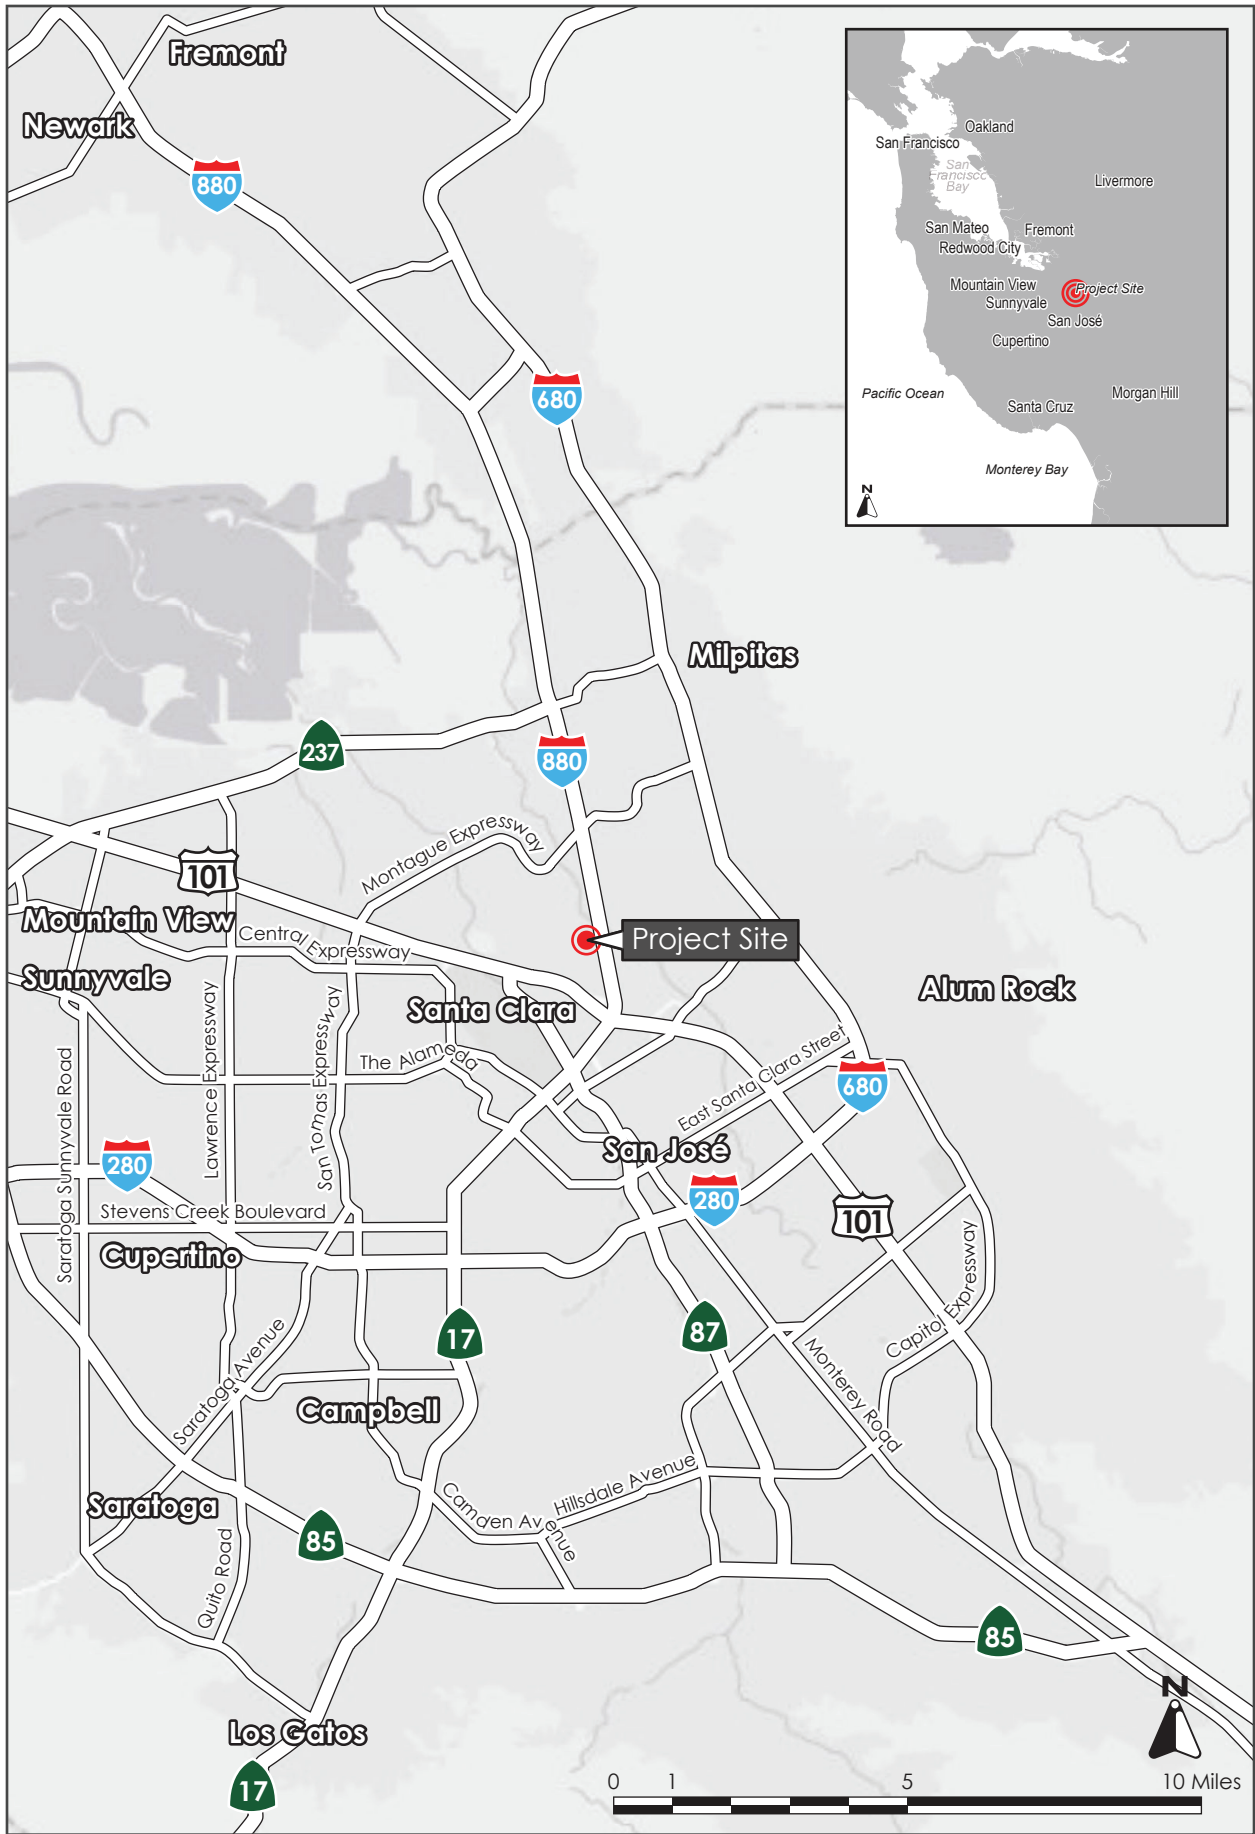 Fremont
Newark
880
Oakland
San Francisco
San
Francisco
Bay
Livermore
San Mateo
Fremont
Redwood City
Mountain View
Project Site
Sunnyvale
San José
Cupertino
Pacific Ocean
Santa Cruz
Morgan Hill
Monterey Bay
N
680
Milpitas
237
880
Montague Expressway
101
Mountain View
Central Expressway
Project Site
Sunnyvale
Alum Rock
Santa Clara
Lawrence Expressway
San Tomas Expressway
The Alameda
East Santa Clara Street
680
Saratoga Sunnyvale Road
San José
280
280
Stevens Creek Boulevard
101
Cupertino
Capitol Expressway
17
87
Saratoga Avenue
Monterey Road
Campbell
Hillsdale Avenue
Camden Avenue
Saratoga
85
Quito Road
85
N
Los Gatos
17
0 1 5 10 Miles